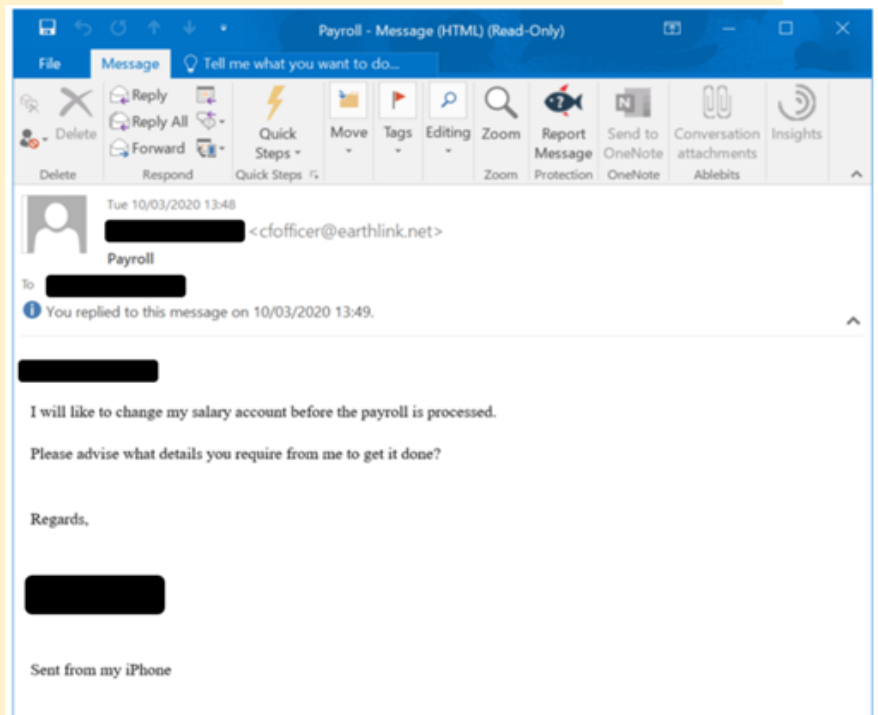 Payroll - Message (HTML) (Read-Only)
File Message Tell me what you want to do...
Delete
Reply
Reply All
Forward
Quick Steps
Move
Tags
Editing
Zoom
Report Message
Send to OneNote
Conversation attachments
Insights
Delete Respond Quick Steps Zoom Protection OneNote Ablebits
Tue 10/03/2020 13:48
<cfofficer@earthlink.net>
Payroll
To
You replied to this message on 10/03/2020 13:49.
I will like to change my salary account before the payroll is processed.
Please advise what details you require from me to get it done?
Regards,
Sent from my iPhone